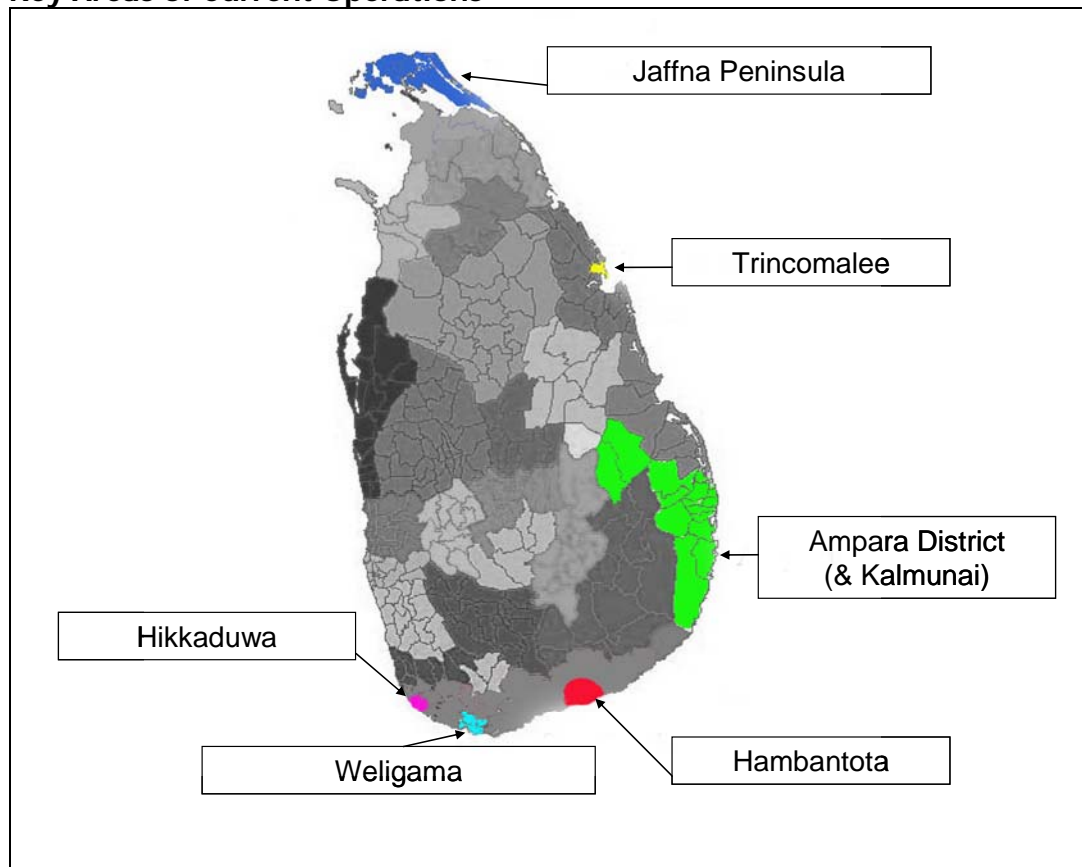 Key Areas of Current Operations
Jaffna Peninsula
Trincomalee
Ampara District
(& Kalmunai)
Hikkaduwa
Weligama
Hambantota